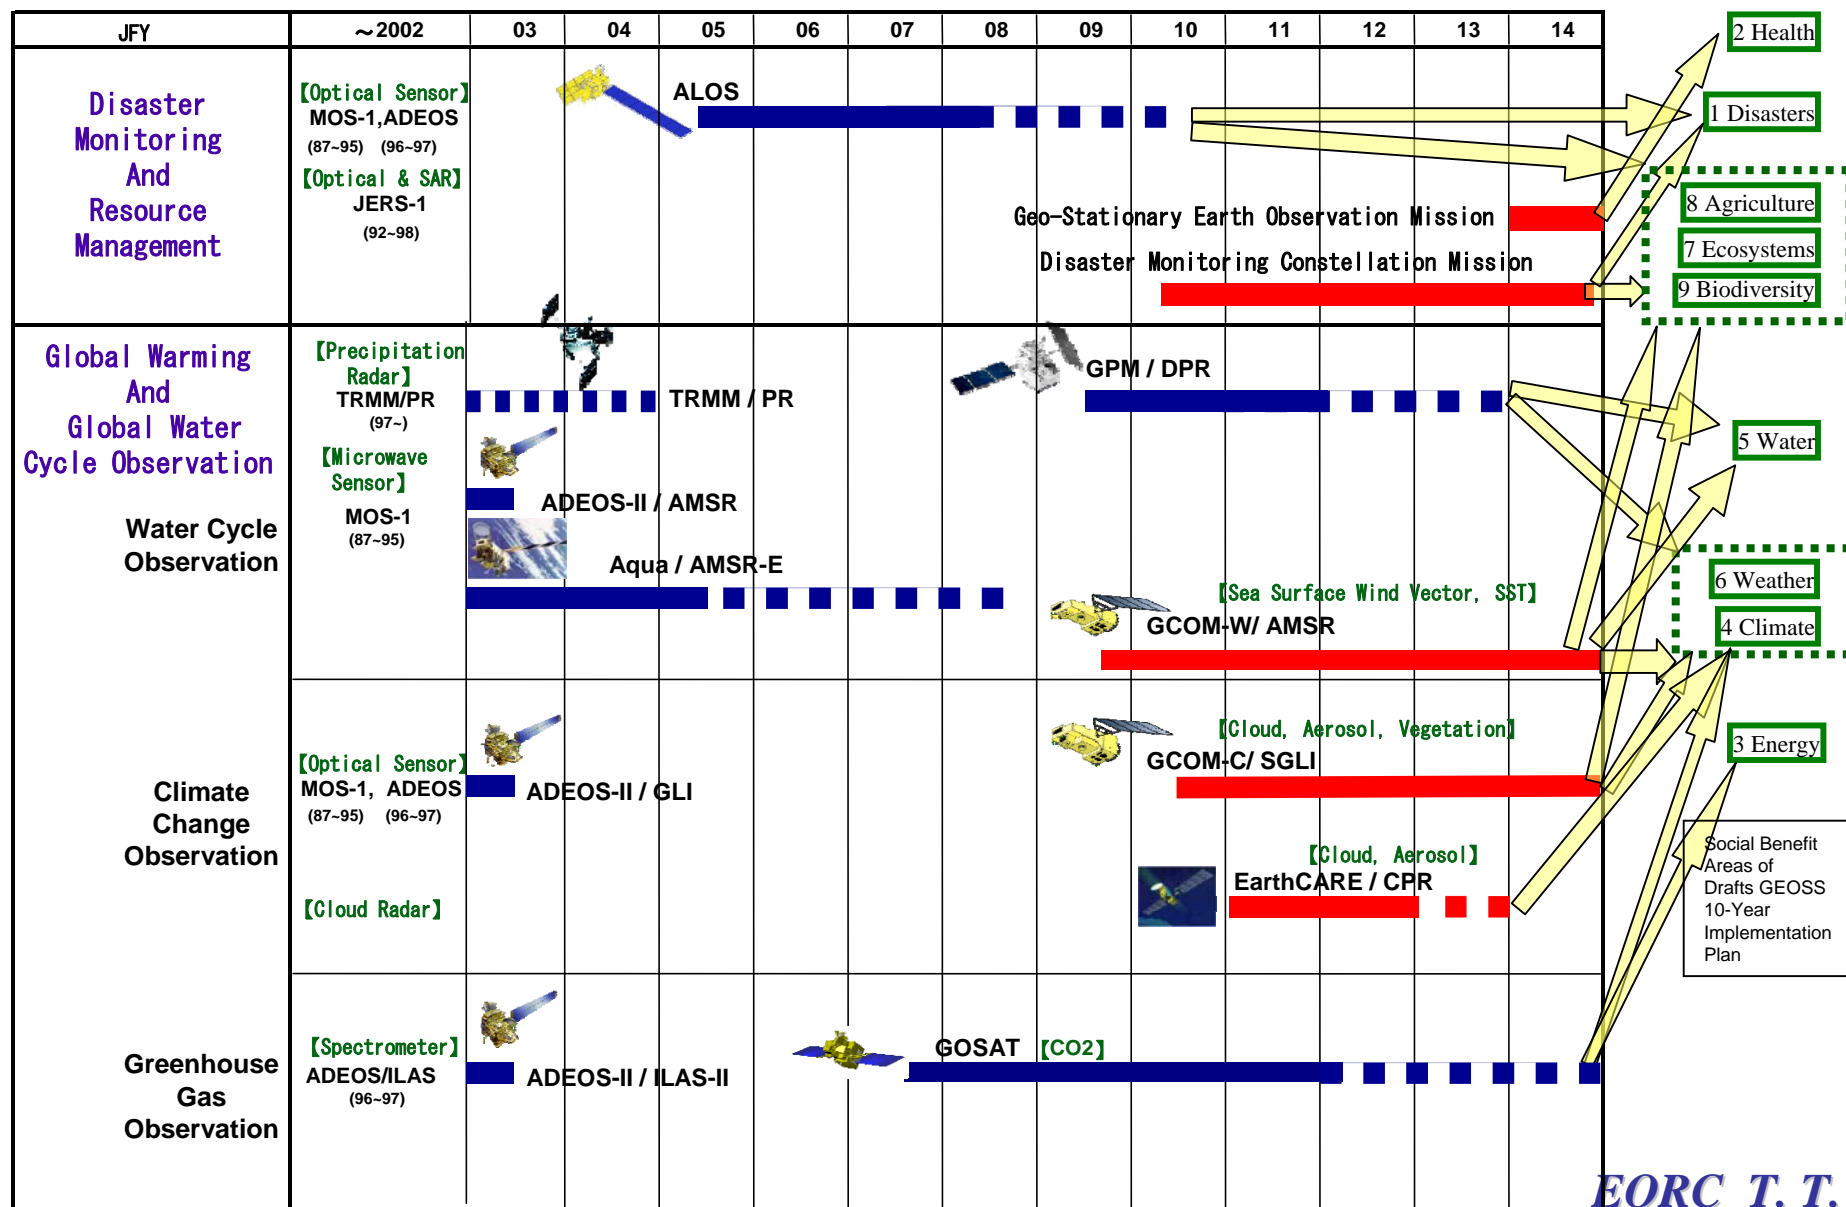 JFY
～2002
03
04
05
06
07
08
09
10
11
12
13
14
Disaster
Monitoring
And
Resource
Management
【Optical Sensor】
MOS-1,ADEOS
(87~95) (96~97)
【Optical & SAR】
JERS-1
(92~98)
ALOS
Geo-Stationary Earth Observation Mission
Disaster Monitoring Constellation Mission
Global Warming
And
Global Water
Cycle Observation
Water Cycle
Observation
【Precipitation
Radar】
TRMM/PR
(97~)
【Microwave
Sensor】
MOS-1
(87~95)
TRMM / PR
GPM / DPR
ADEOS-II / AMSR
Aqua / AMSR-E
【Sea Surface Wind Vector, SST】
GCOM-W/ AMSR
Climate
Change
Observation
【Optical Sensor】
MOS-1, ADEOS
(87~95) (96~97)
【Cloud Radar】
ADEOS-II / GLI
【Cloud, Aerosol, Vegetation】
GCOM-C/ SGLI
【Cloud, Aerosol】
EarthCARE / CPR
Greenhouse
Gas
Observation
【Spectrometer】
ADEOS/ILAS
(96~97)
ADEOS-II / ILAS-II
GOSAT 【CO2】
2 Health
1 Disasters
8 Agriculture
7 Ecosystems
9 Biodiversity
5 Water
6 Weather
4 Climate
3 Energy
Social Benefit
Areas of
Drafts GEOSS
10-Year
Implementation
Plan
EORC T. T.